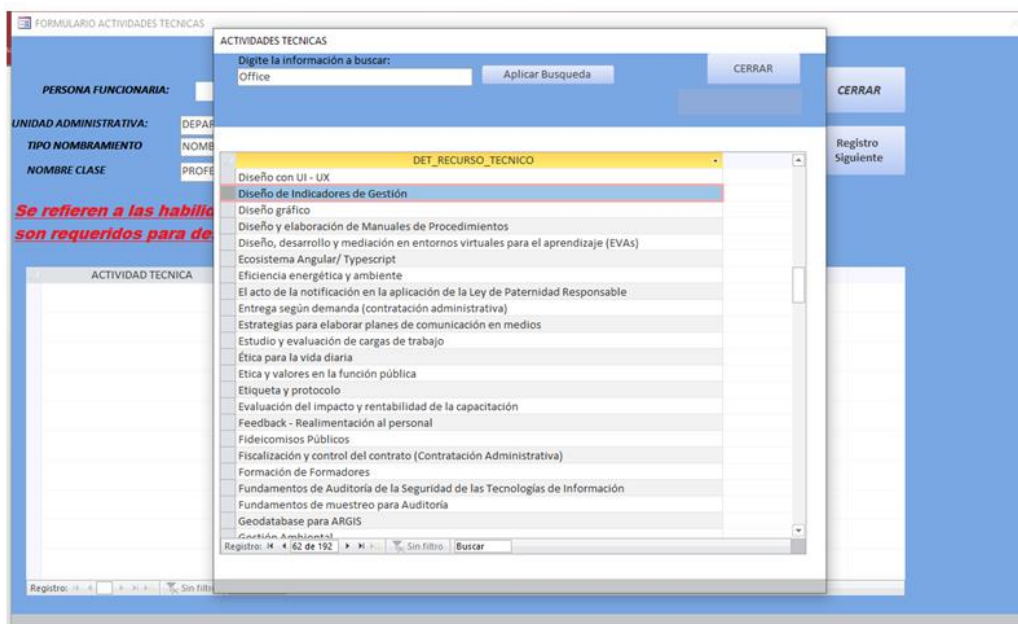 FORMULARIO ACTIVIDADES TECNICAS
PERSONA FUNCIONARIA:
UNIDAD ADMINISTRATIVA:
DEPAR
TIPO NOMBRAMIENTO
NOMB
NOMBRE CLASE
PROFE
Se refieren a las habilid
son requeridos para de
ACTIVIDAD TECNICA
Registro:
Sin filtr
ACTIVIDADES TECNICAS
Digite la información a buscar:
Office
Aplicar Busqueda
CERRAR
DET_RECURSO_TECNICO
Diseño con UI - UX
Diseño de Indicadores de Gestión
Diseño gráfico
Diseño y elaboración de Manuales de Procedimientos
Diseño, desarrollo y mediación en entornos virtuales para el aprendizaje (EVAs)
Ecosistema Angular/ Typescript
Eficiencia energética y ambiente
El acto de la notificación en la aplicación de la Ley de Paternidad Responsable
Entrega según demanda (contratación administrativa)
Estrategias para elaborar planes de comunicación en medios
Estudio y evaluación de cargas de trabajo
Ética para la vida diaria
Etica y valores en la función pública
Etiqueta y protocolo
Evaluación del impacto y rentabilidad de la capacitación
Feedback - Realimentación al personal
Fideicomisos Públicos
Fiscalización y control del contrato (Contratación Administrativa)
Formación de Formadores
Fundamentos de Auditoría de la Seguridad de las Tecnologías de Información
Fundamentos de muestreo para Auditoría
Geodatabase para ARGIS
Gestión Ambiental
Registro: 62 de 192 Sin filtro Buscar
CERRAR
Registro
Siguiente